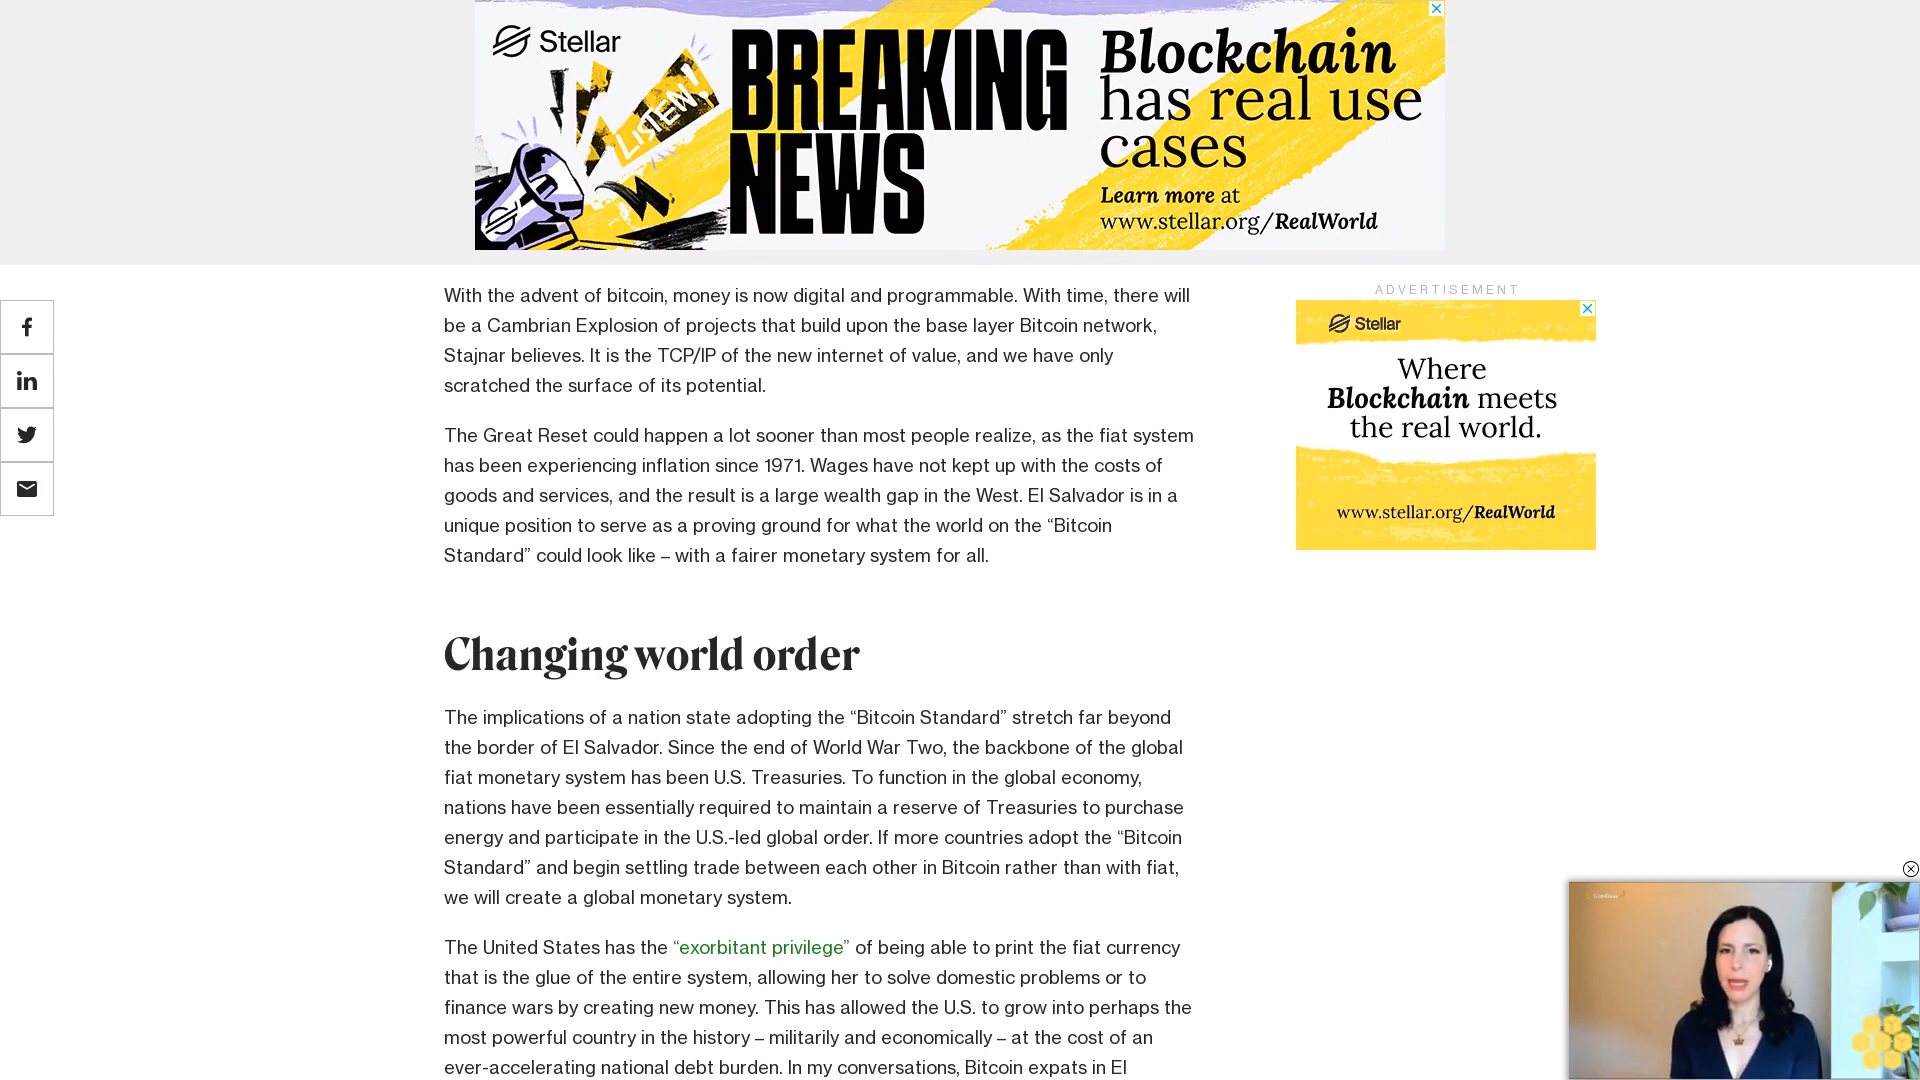 Stellar
LISTEN!
BREAKING
NEWS
Blockchain
has real use
cases
Learn more at
www.stellar.org/RealWorld
With the advent of bitcoin, money is now digital and programmable. With time, there will
be a Cambrian Explosion of projects that build upon the base layer Bitcoin network,
Stajnar believes. It is the TCP/IP of the new internet of value, and we have only
scratched the surface of its potential.
The Great Reset could happen a lot sooner than most people realize, as the fiat system
has been experiencing inflation since 1971. Wages have not kept up with the costs of
goods and services, and the result is a large wealth gap in the West. El Salvador is in a
unique position to serve as a proving ground for what the world on the “Bitcoin
Standard” could look like – with a fairer monetary system for all.
Changing world order
The implications of a nation state adopting the “Bitcoin Standard” stretch far beyond
the border of El Salvador. Since the end of World War Two, the backbone of the global
fiat monetary system has been U.S. Treasuries. To function in the global economy,
nations have been essentially required to maintain a reserve of Treasuries to purchase
energy and participate in the U.S.-led global order. If more countries adopt the “Bitcoin
Standard” and begin settling trade between each other in Bitcoin rather than with fiat,
we will create a global monetary system.
The United States has the “exorbitant privilege” of being able to print the fiat currency
that is the glue of the entire system, allowing her to solve domestic problems or to
finance wars by creating new money. This has allowed the U.S. to grow into perhaps the
most powerful country in the history – militarily and economically – at the cost of an
ever-accelerating national debt burden. In my conversations, Bitcoin expats in El
ADVERTISEMENT
Stellar
Where
Blockchain meets
the real world.
www.stellar.org/RealWorld